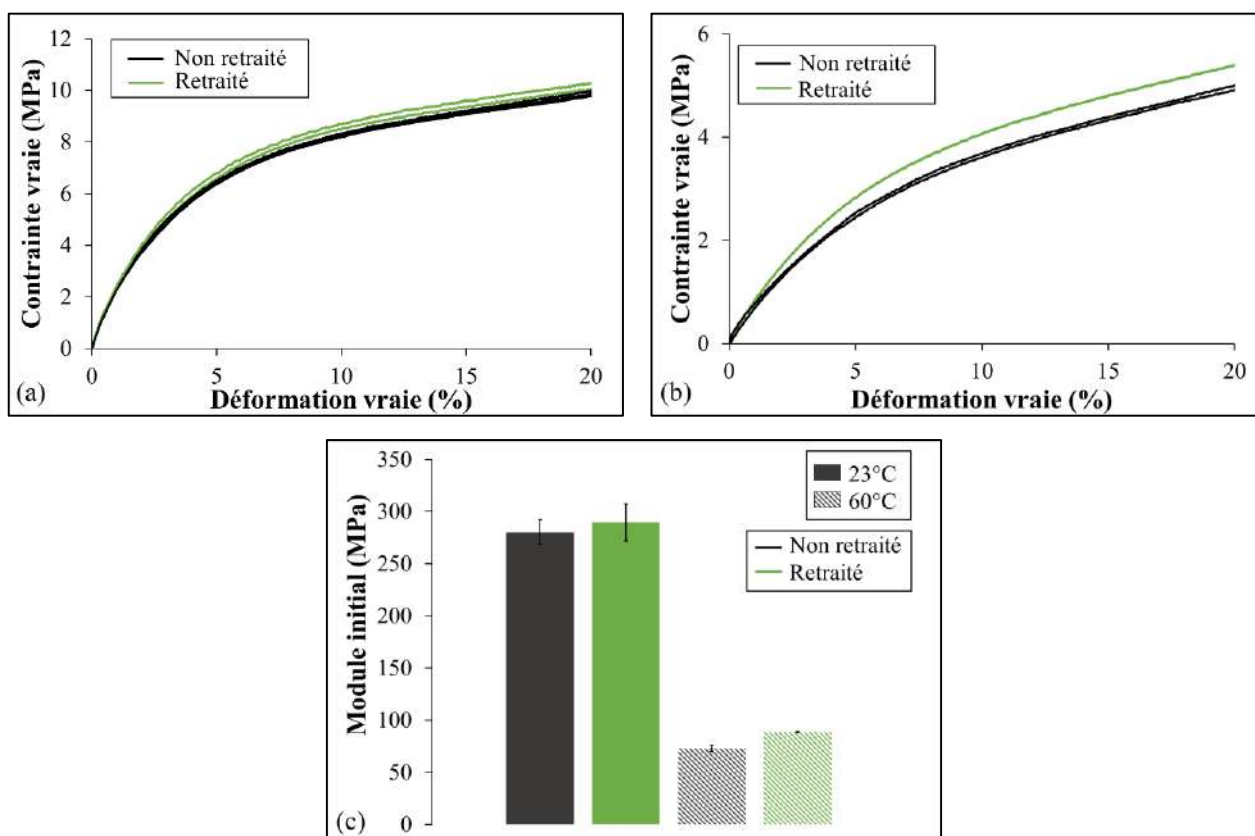 Contrainte vraie (MPa)
12
10
8
6
4
2
0
Non retraité
Retraité
0 5 10 15 20
(a) Déformation vraie (%)
Contrainte vraie (MPa)
6
4
2
0
Non retraité
Retraité
0 5 10 15 20
(b) Déformation vraie (%)
Module initial (MPa)
350
300
250
200
150
100
50
0
23°C
60°C
Non retraité
Retraité
(c)